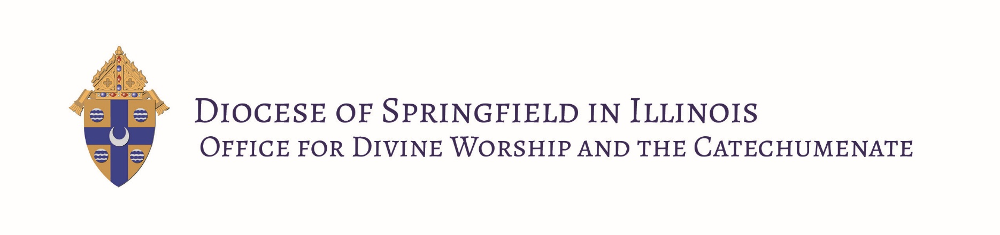 Diocese of Springfield in Illinois
Office for Divine Worship and the Catechumenate